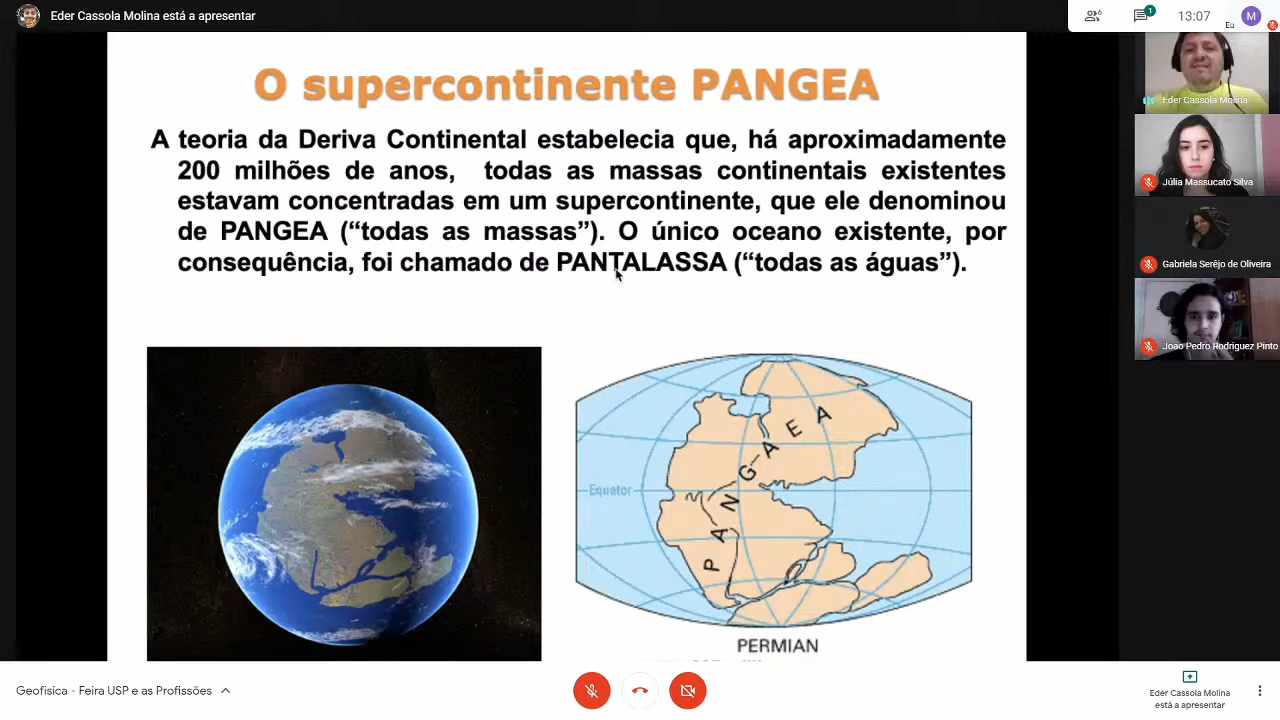 Eder Cassola Molina está a apresentar
6
1
13:07
Eu
M
O supercontinente PANGEA
A teoria da Deriva Continental estabelecia que, há aproximadamente
200 milhões de anos, todas as massas continentais existentes
estavam concentradas em um supercontinente, que ele denominou
de PANGEA (“todas as massas”). O único oceano existente, por
consequência, foi chamado de PANTALASSA (“todas as águas”).
Eder Cassola Molina
Júlia Massucato Silva
Gabriela Serêjo de Oliveira
Joao Pedro Rodriguez Pinto
PANGAEA
Equator
PERMIAN
Geofisica - Feira USP e as Profissões
Eder Cassola Molina
está a apresentar